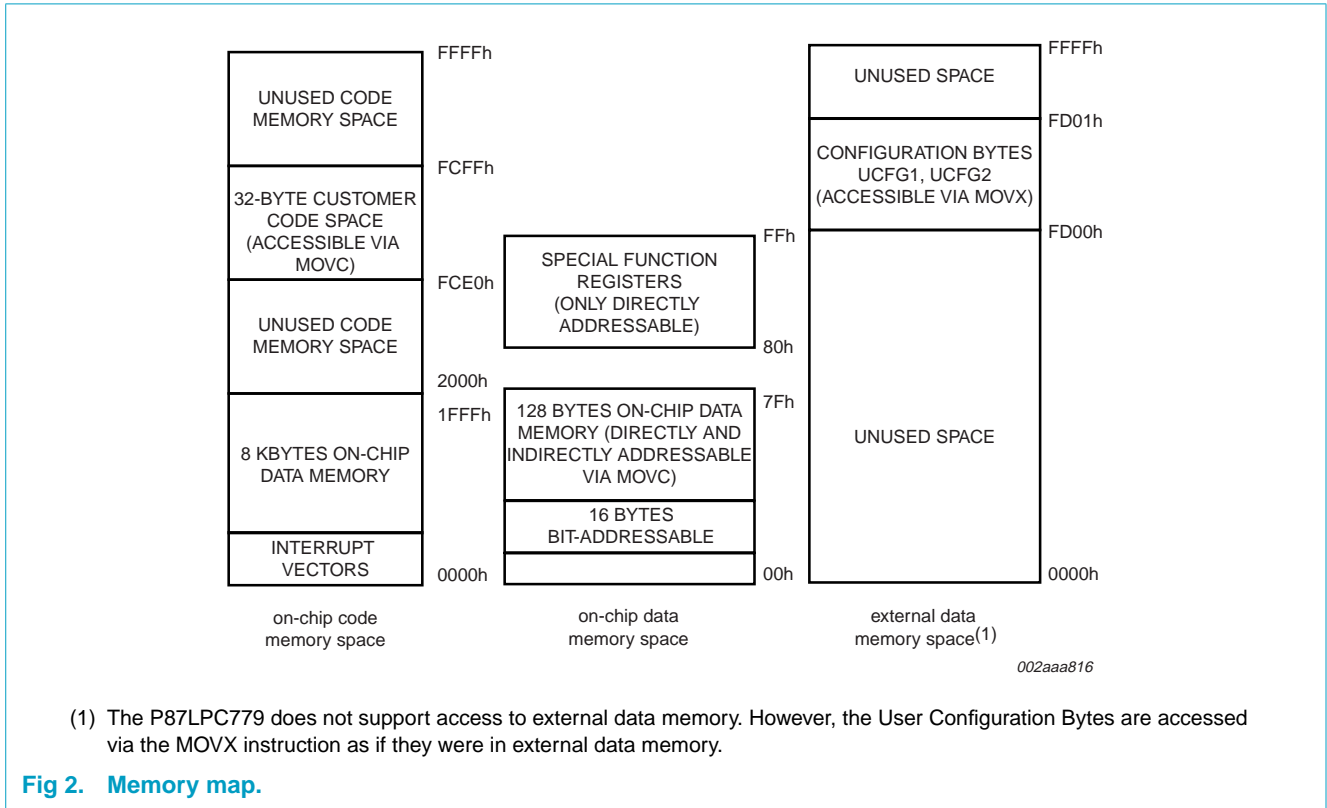 FFFFh
UNUSED CODE
MEMORY SPACE
FCFFh
32-BYTE CUSTOMER
CODE SPACE
(ACCESSIBLE VIA
MOVC)
FCE0h
UNUSED CODE
MEMORY SPACE
2000h
1FFFh
8 KBYTES ON-CHIP
DATA MEMORY
INTERRUPT
VECTORS
0000h
on-chip code
memory space
FFh
SPECIAL FUNCTION
REGISTERS
(ONLY DIRECTLY
ADDRESSABLE)
80h
7Fh
128 BYTES ON-CHIP DATA
MEMORY (DIRECTLY AND
INDIRECTLY ADDRESSABLE
VIA MOVC)
16 BYTES
BIT-ADDRESSABLE
00h
on-chip data
memory space
FFFFh
UNUSED SPACE
FD01h
CONFIGURATION BYTES
UCFG1, UCFG2
(ACCESSIBLE VIA MOVX)
FD00h
UNUSED SPACE
0000h
external data
memory space(1)
002aaa816
(1) The P87LPC779 does not support access to external data memory. However, the User Configuration Bytes are accessed
via the MOVX instruction as if they were in external data memory.
Fig 2. Memory map.